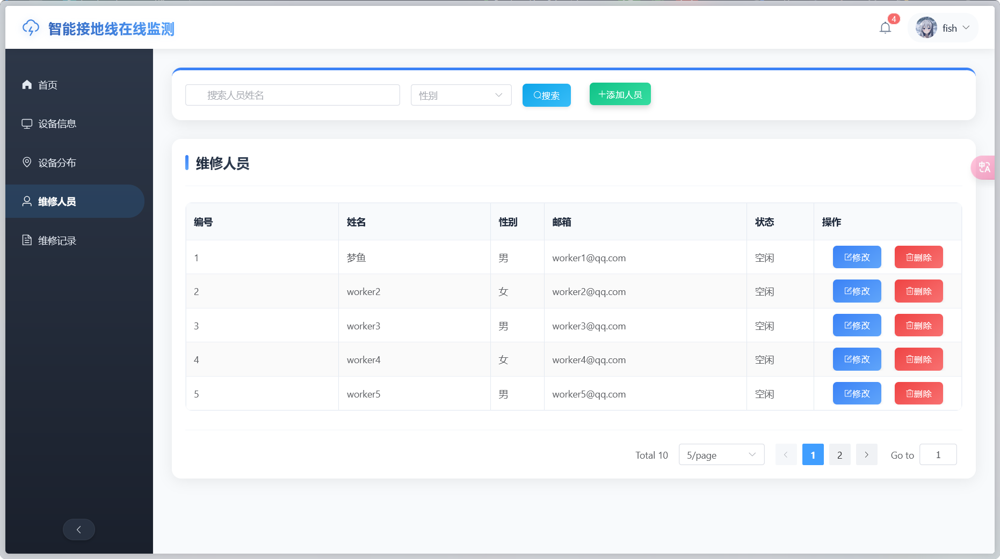 智能接地线在线监测
4
fish
首页
设备信息
设备分布
维修人员
维修记录
搜索人员姓名
性别
搜索
添加人员
维修人员
编号 姓名 性别 邮箱 状态 操作
1 梦鱼 男 worker1@qq.com 空闲 修改 删除
2 worker2 女 worker2@qq.com 空闲 修改 删除
3 worker3 男 worker3@qq.com 空闲 修改 删除
4 worker4 女 worker4@qq.com 空闲 修改 删除
5 worker5 男 worker5@qq.com 空闲 修改 删除
Total 10 5/page 1 2 Go to 1
中A